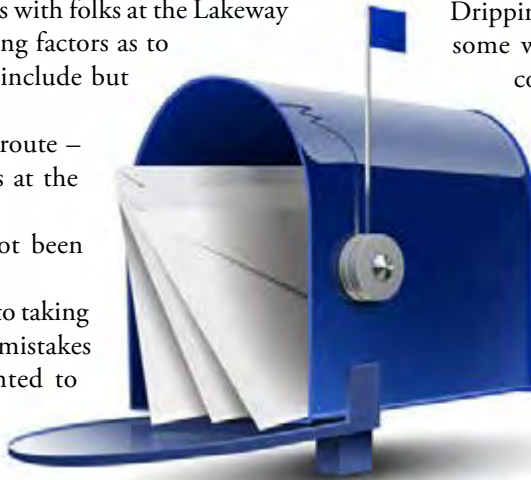 s with folks at the Lakeway
ng factors as to
include but
route –
s at the
ot been
to taking
mistakes
nted to
Drippin
some w
co